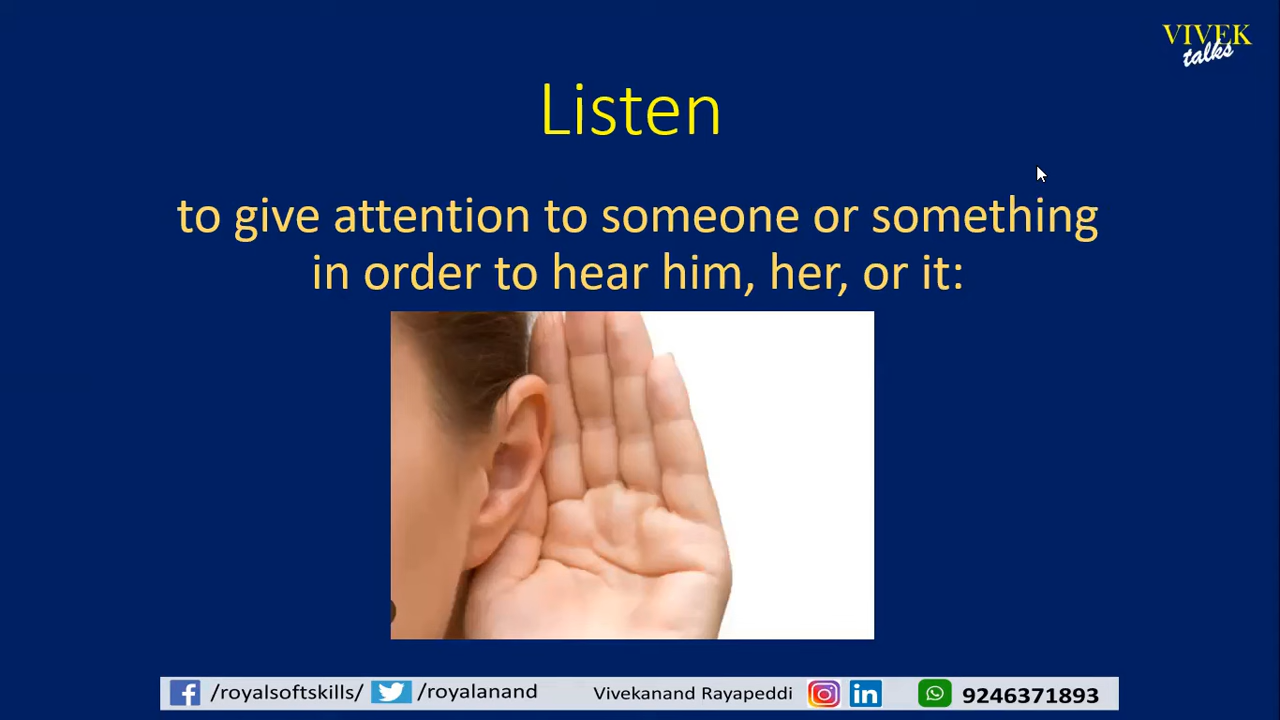 VIVEK
talks
Listen
to give attention to someone or something
in order to hear him, her, or it:
/royalsoftskills/ /royalanand Vivekanand Rayapeddi 9246371893